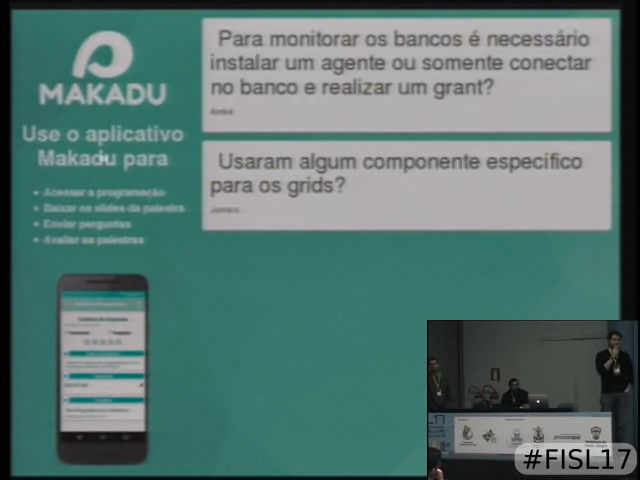 MAKADU
Use o aplicativo
Makadu para
Acessar a programação
Baixar os slides da palestra
Enviar perguntas
Avaliar as palestras
Para monitorar os bancos é necessário
instalar um agente ou somente conectar
no banco e realizar um grant?
André
Usaram algum componente específico
para os grids?
#FISL17